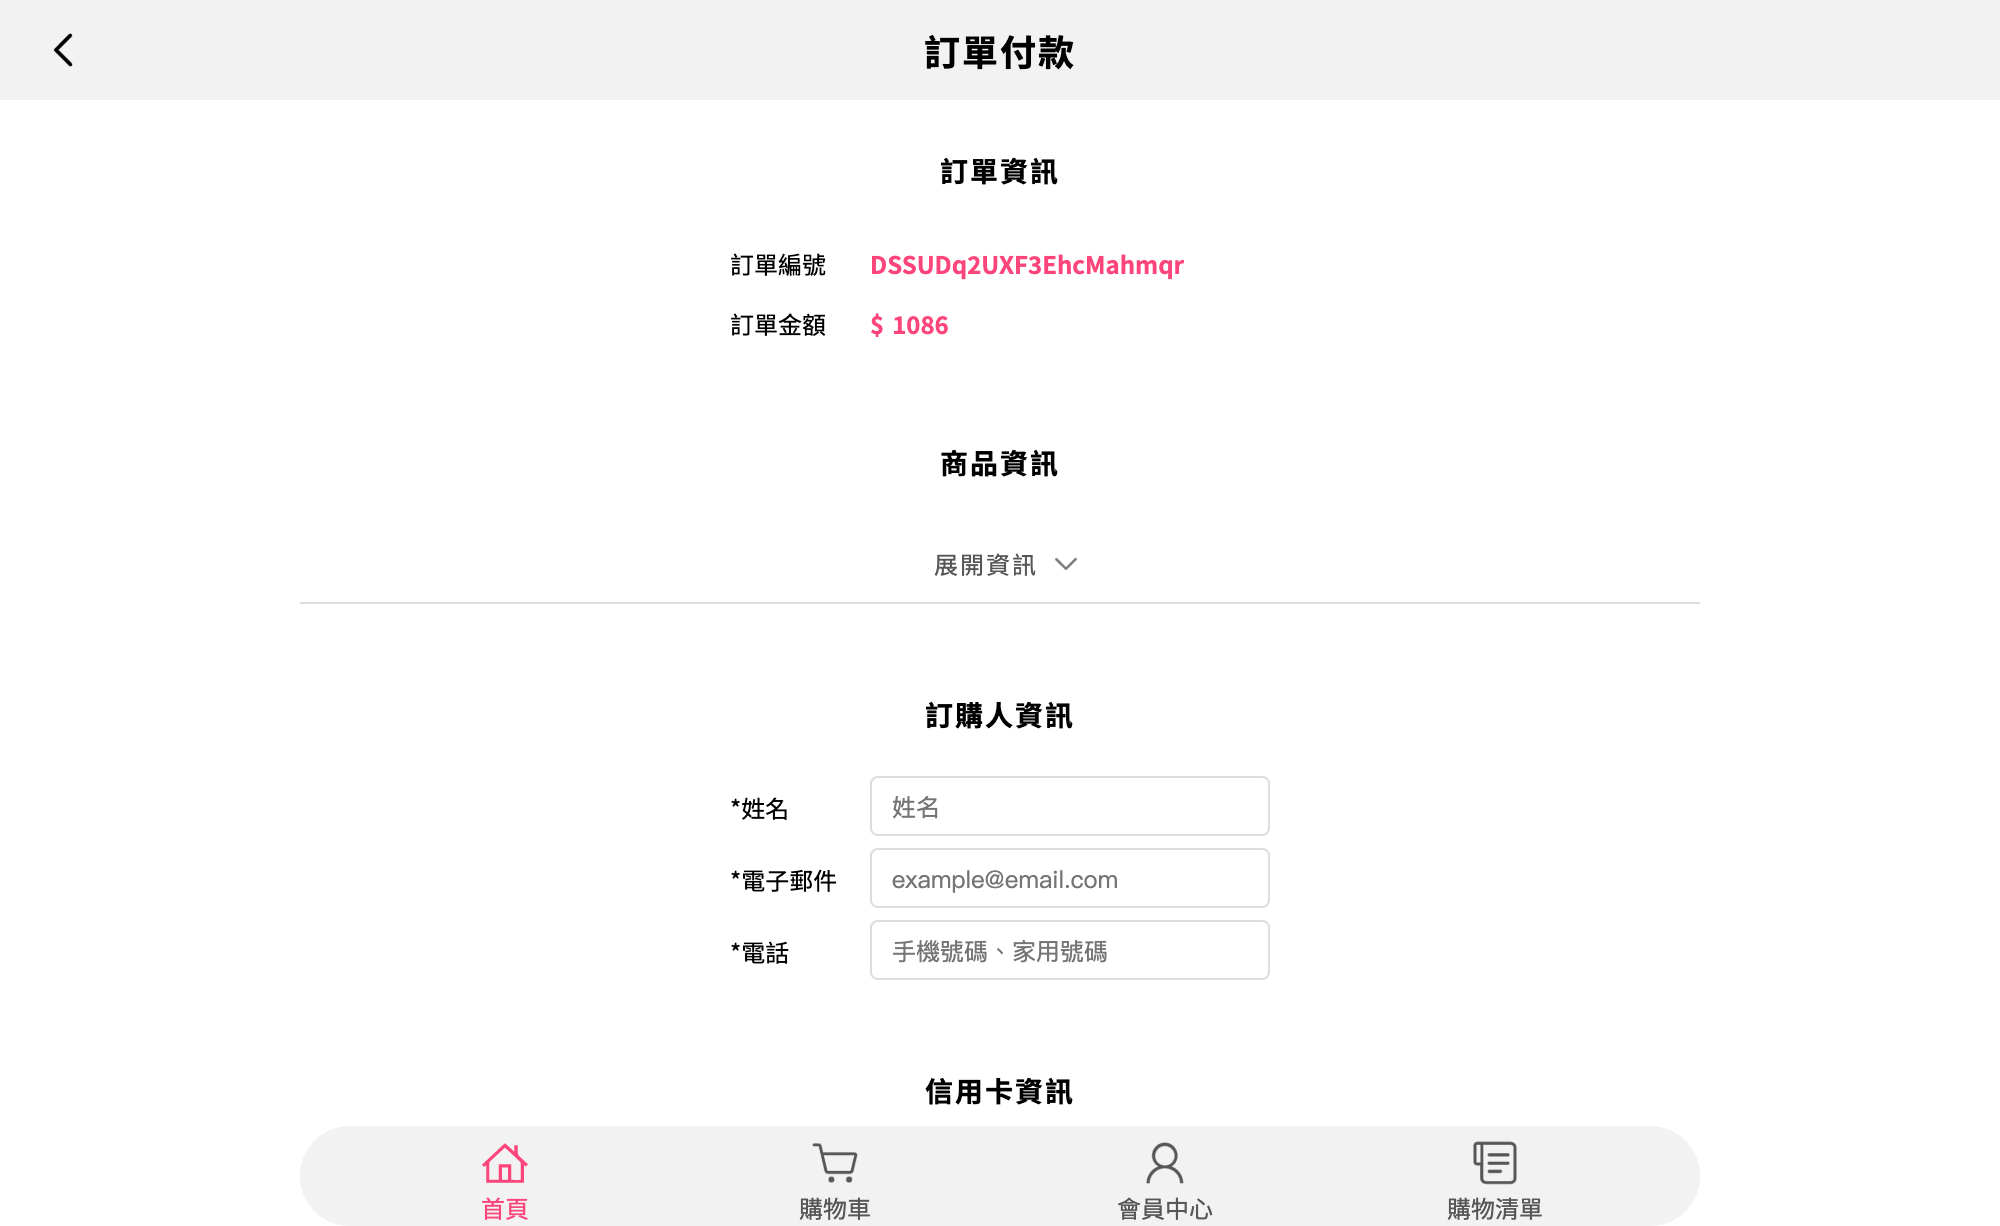 訂單付款
訂單資訊
訂單編號 DSSUDq2UXF3EhcMahmqr
訂單金額 $ 1086
商品資訊
展開資訊
訂購人資訊
*姓名 姓名
*電子郵件 example@email.com
*電話 手機號碼、家用號碼
信用卡資訊
首頁 購物車 會員中心 購物清單